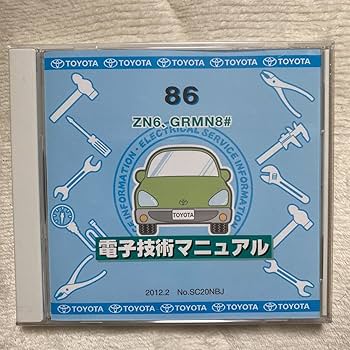 TOYOTA TOYOTA TOYOTA TOYOTA TOYOTA
86
ZN6、GRMN8#
E INFORMATION・ELECTRICAL SERVICE INFORMATION
TOYOTA
電子技術マニュアル
2012.2 No.SC20NBJ
TOYOTA TOYOTA TOYOTA TOYOTA TOYOTA